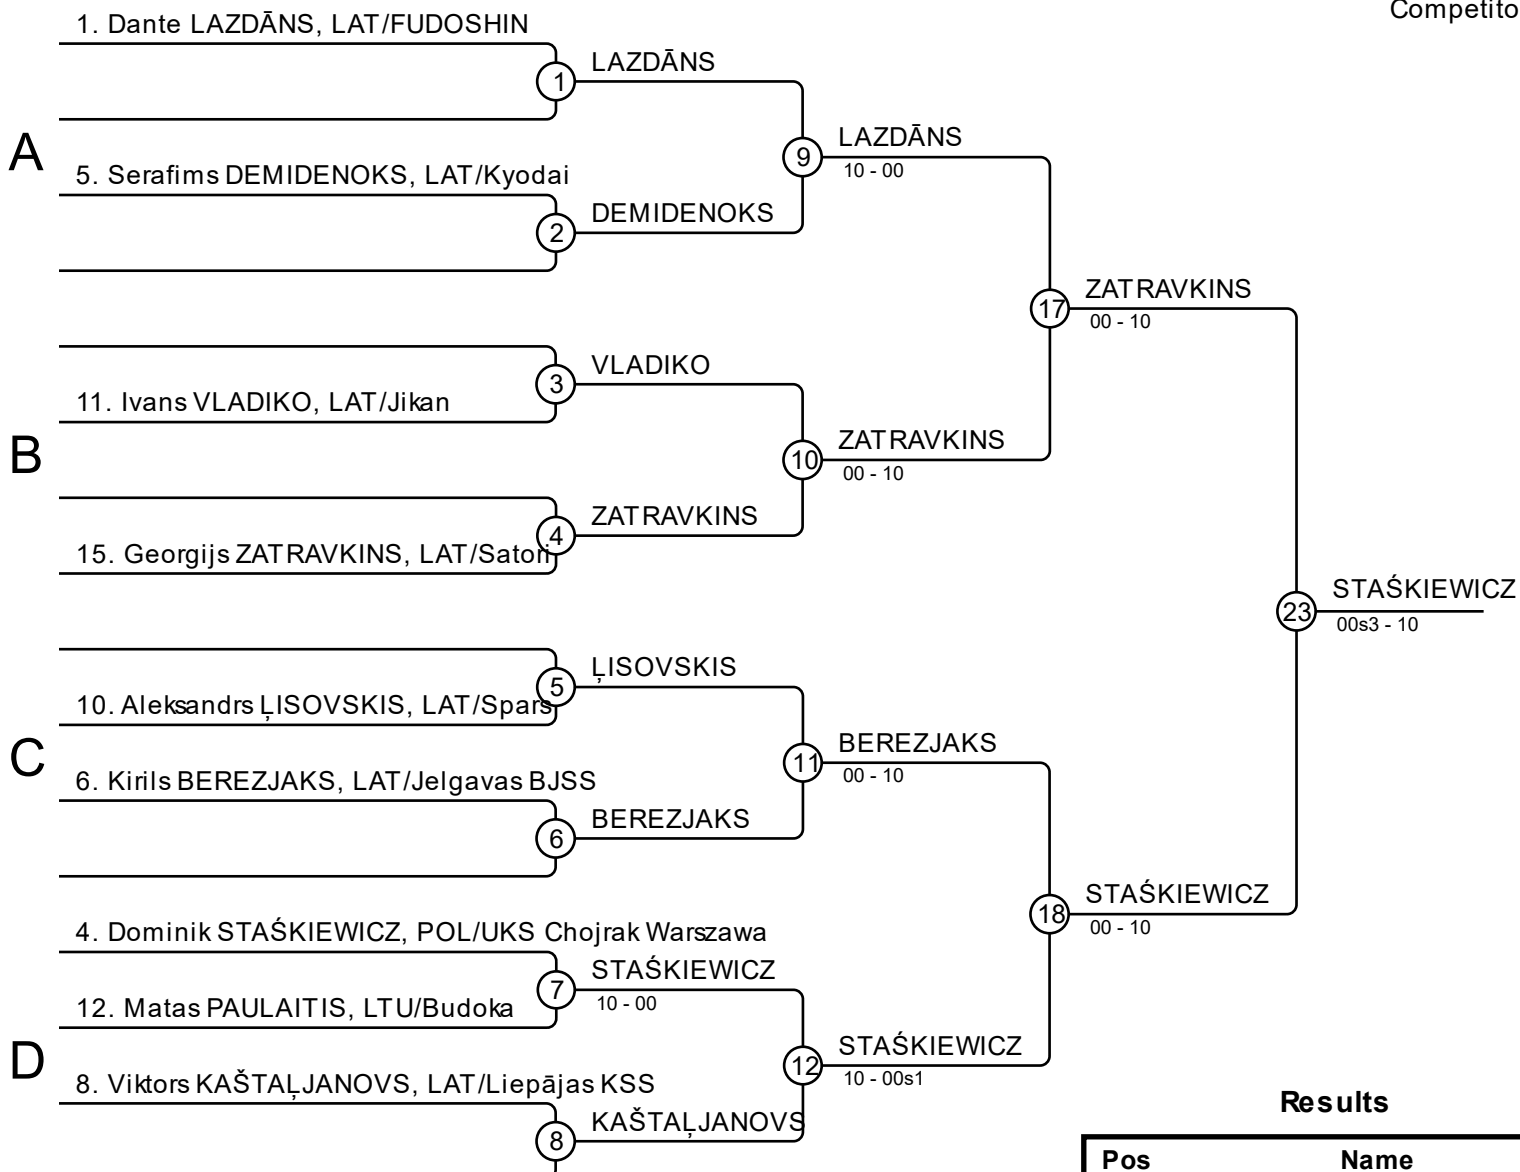 Competito
1. Dante LAZDĀNS, LAT/FUDOSHIN
1
LAZDĀNS
A
9
LAZDĀNS
10 - 00
5. Serafims DEMIDENOKS, LAT/Kyodai
2
DEMIDENOKS
17
ZATRAVKINS
00 - 10
3
VLADIKO
11. Ivans VLADIKO, LAT/Jikan
B
10
ZATRAVKINS
00 - 10
4
ZATRAVKINS
15. Georgijs ZATRAVKINS, LAT/Satori
23
STAŚKIEWICZ
00s3 - 10
5
ĻISOVSKIS
10. Aleksandrs ĻISOVSKIS, LAT/Spars
C
11
BEREZJAKS
00 - 10
6. Kirils BEREZJAKS, LAT/Jelgavas BJSS
6
BEREZJAKS
18
STAŚKIEWICZ
00 - 10
4. Dominik STAŚKIEWICZ, POL/UKS Chojrak Warszawa
7
STAŚKIEWICZ
10 - 00
12. Matas PAULAITIS, LTU/Budoka
D
12
STAŚKIEWICZ
10 - 00s1
8. Viktors KAŠTAĻJANOVS, LAT/Liepājas KSS
8
KAŠTAĻJANOVS
Results
Pos Name